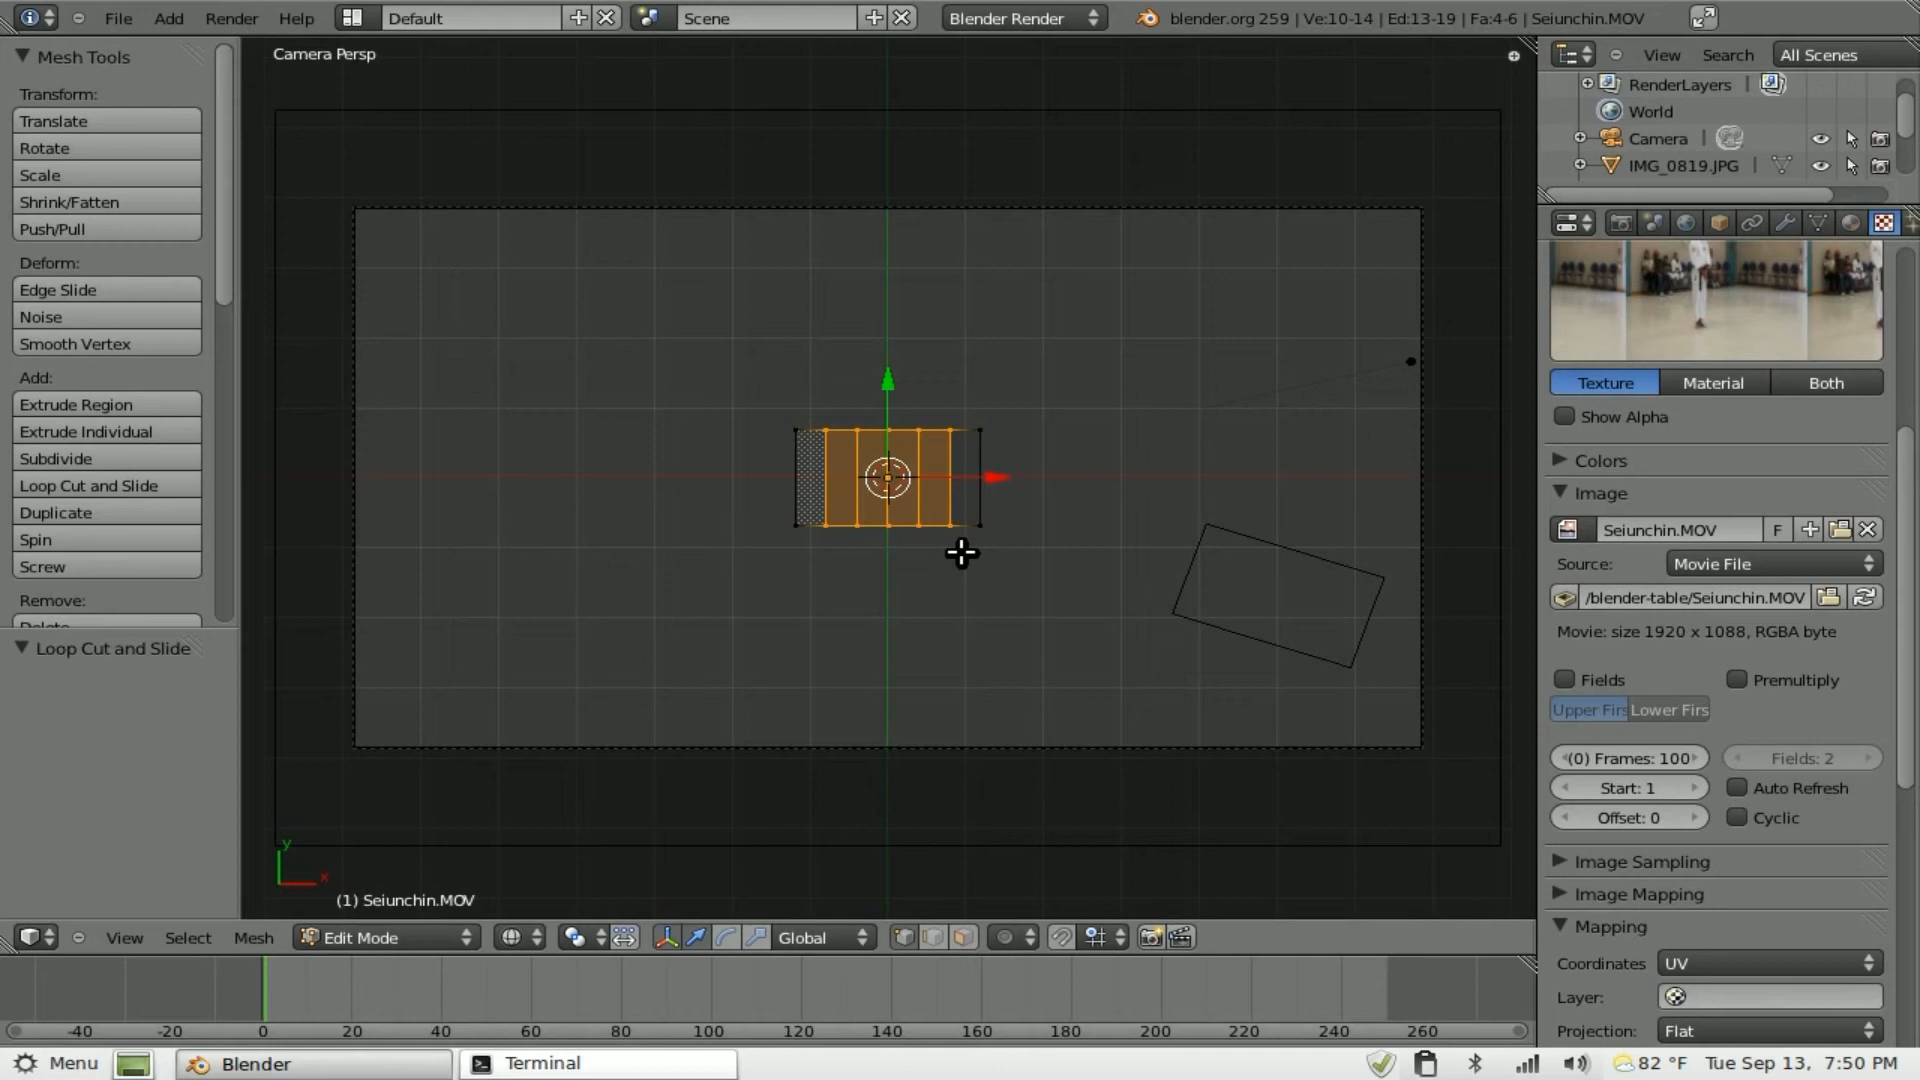 File Add Render Help Default Scene Blender Render blender.org 259 | Ve:10-14 | Ed:13-19 | Fa:4-6 | Seiunchin.MOV
Mesh Tools
Transform:
Translate
Rotate
Scale
Shrink/Fatten
Push/Pull
Deform:
Edge Slide
Noise
Smooth Vertex
Add:
Extrude Region
Extrude Individual
Subdivide
Loop Cut and Slide
Duplicate
Spin
Screw
Remove:
Loop Cut and Slide
Camera Persp
y
x
(1) Seiunchin.MOV
View Select Mesh Edit Mode Global
View Search All Scenes
RenderLayers |
World
Camera |
IMG_0819.JPG |
Texture Material Both
Show Alpha
Colors
Image
Seiunchin.MOV F
Source: Movie File
/blender-table/Seiunchin.MOV
Movie: size 1920 x 1088, RGBA byte
Fields Premultiply
Upper Firs Lower Firs
(0) Frames: 100 Fields: 2
Start: 1 Auto Refresh
Offset: 0 Cyclic
Image Sampling
Image Mapping
Mapping
Coordinates UV
Layer:
Projection: Flat
-40 -20 0 20 40 60 80 100 120 140 160 180 200 220 240 260
Menu Blender Terminal 82 °F Tue Sep 13, 7:50 PM